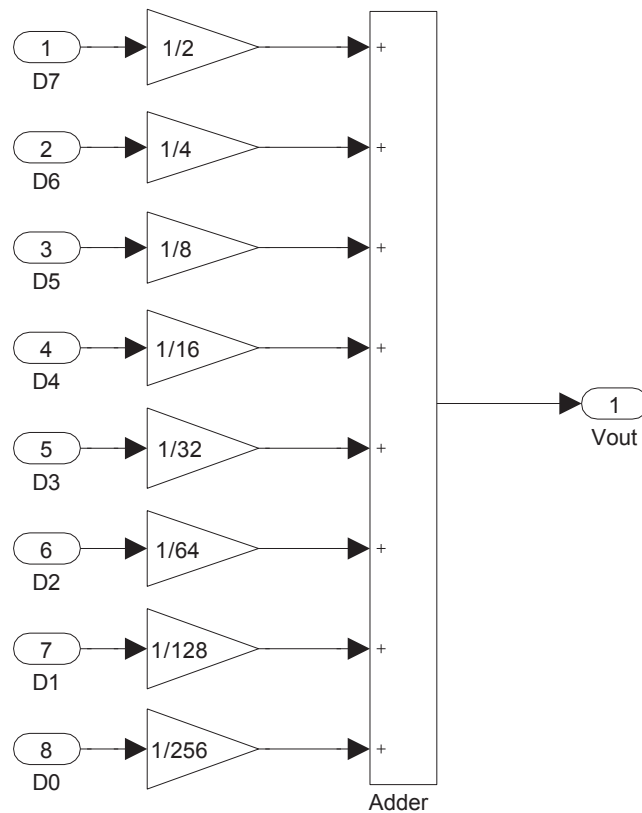 1 1/2 +
D7
2 1/4 +
D6
3 1/8 +
D5
4 1/16 +
D4
1
Vout
5 1/32 +
D3
6 1/64 +
D2
7 1/128 +
D1
8 1/256 +
D0
Adder